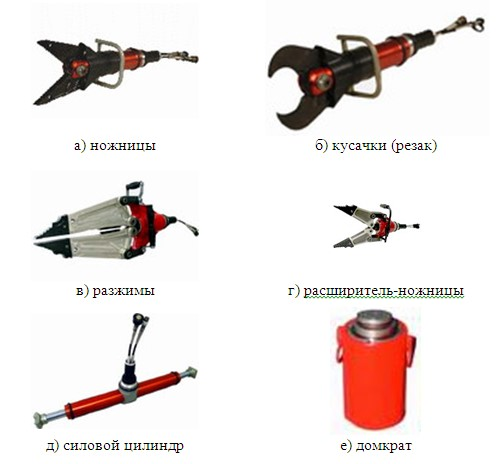 а) ножницы
б) кусачки (резак)
в) разжимы
г) расширитель-ножницы
д) силовой цилиндр
е) домкрат